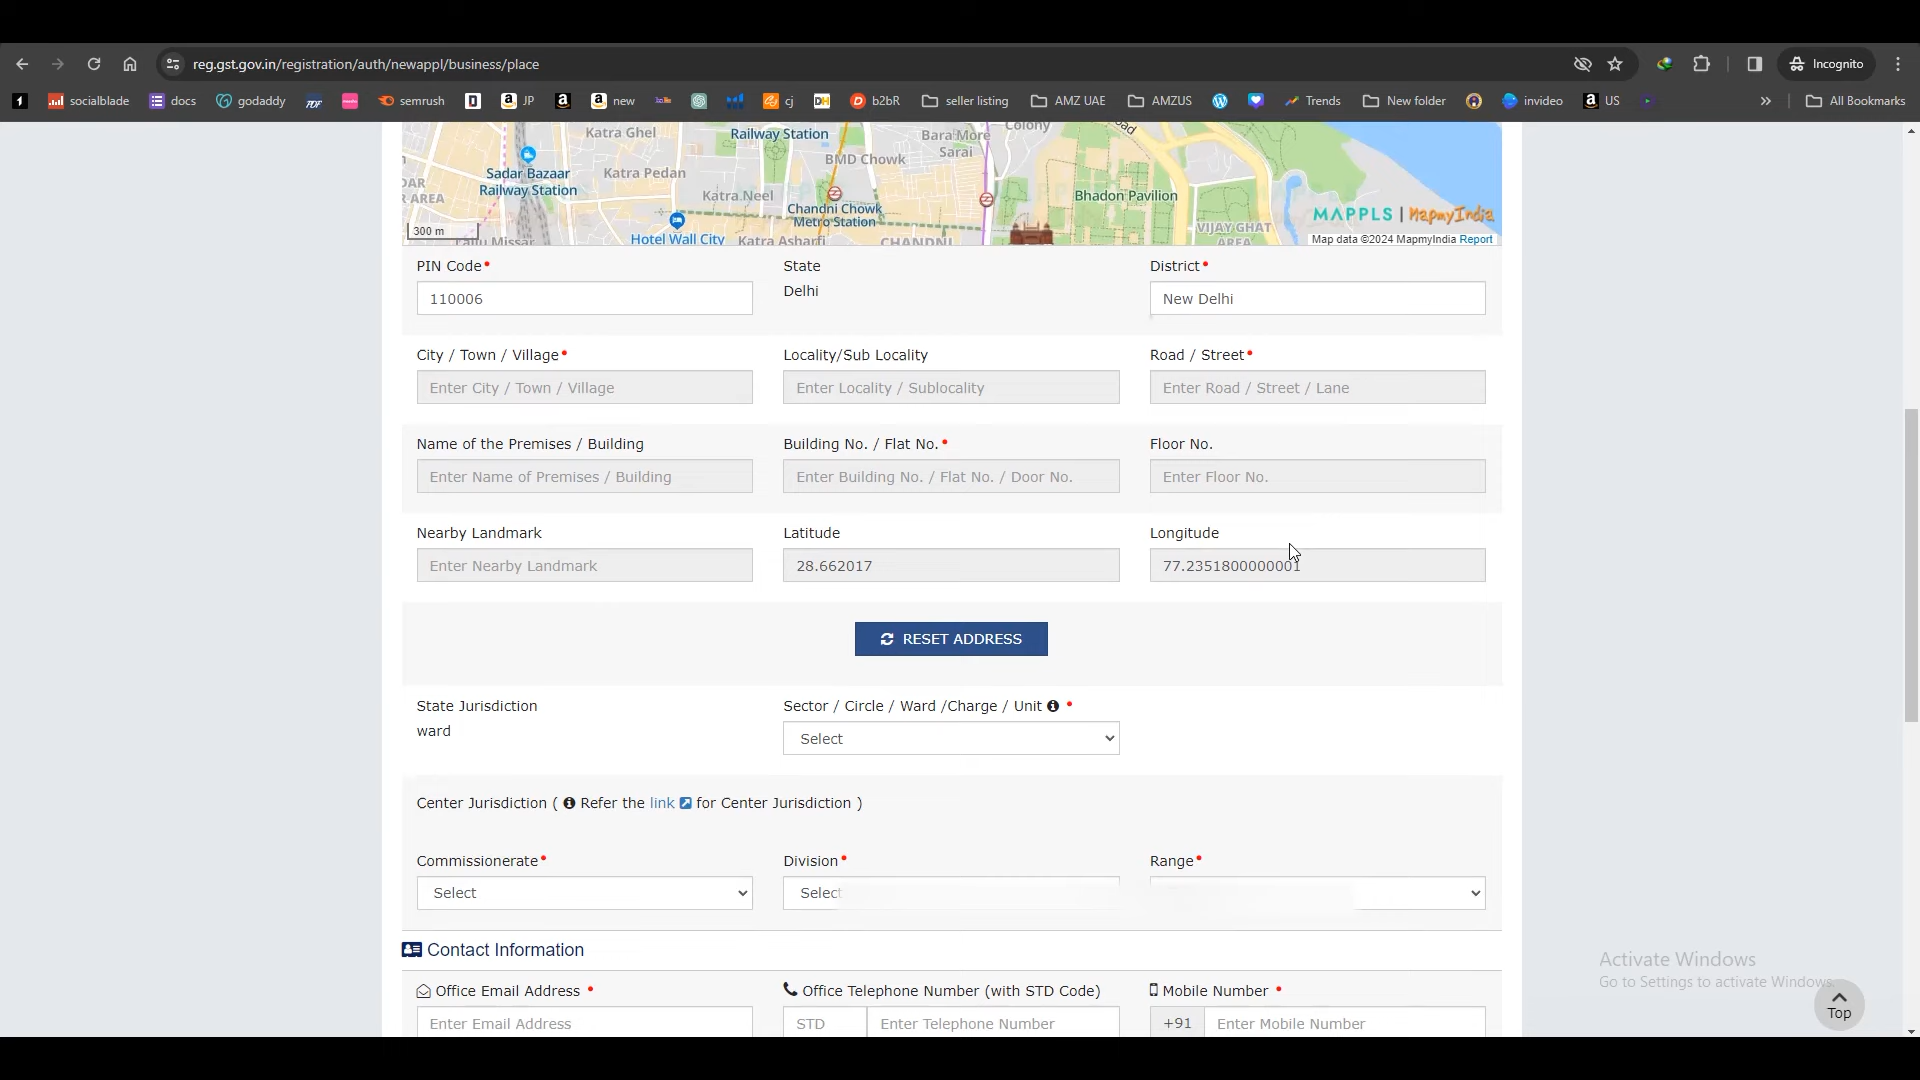 reg.gst.gov.in/registration/auth/newappl/business/place
Incognito
socialblade
docs
godaddy
PDF
semrush
JP
new
cj
b2bR
seller listing
AMZ UAE
AMZUS
Trends
New folder
invideo
US
»
All Bookmarks
Katra Ghel
Railway Station
Bara More
Sarai
Colony
oad
BMD Chowk
Sadar Bazaar
Railway Station
Katra Pedan
DAR
AREA
Katra Neel
Chandni Chowk
Metro Station
Bhadon Pavilion
MAPPLS | MapmyIndia
VIJAY GHAT
AREA
300 m
Hotel Wall City
Katra Asharfi
CHANDNI
Map data ©2024 MapmyIndia Report
PIN Code•
State
District•
110006
Delhi
New Delhi
City / Town / Village•
Locality/Sub Locality
Road / Street•
Enter City / Town / Village
Enter Locality / Sublocality
Enter Road / Street / Lane
Name of the Premises / Building
Building No. / Flat No.•
Floor No.
Enter Name of Premises / Building
Enter Building No. / Flat No. / Door No.
Enter Floor No.
Nearby Landmark
Latitude
Longitude
Enter Nearby Landmark
28.662017
77.2351800000001
RESET ADDRESS
State Jurisdiction
Sector / Circle / Ward /Charge / Unit •
ward
Select
Center Jurisdiction ( Refer the link for Center Jurisdiction )
Commissionerate•
Division•
Range•
Select
Select
Contact Information
Office Email Address •
Office Telephone Number (with STD Code)
Mobile Number •
Enter Email Address
STD
Enter Telephone Number
+91
Enter Mobile Number
Activate Windows
Go to Settings to activate Windows.
Top